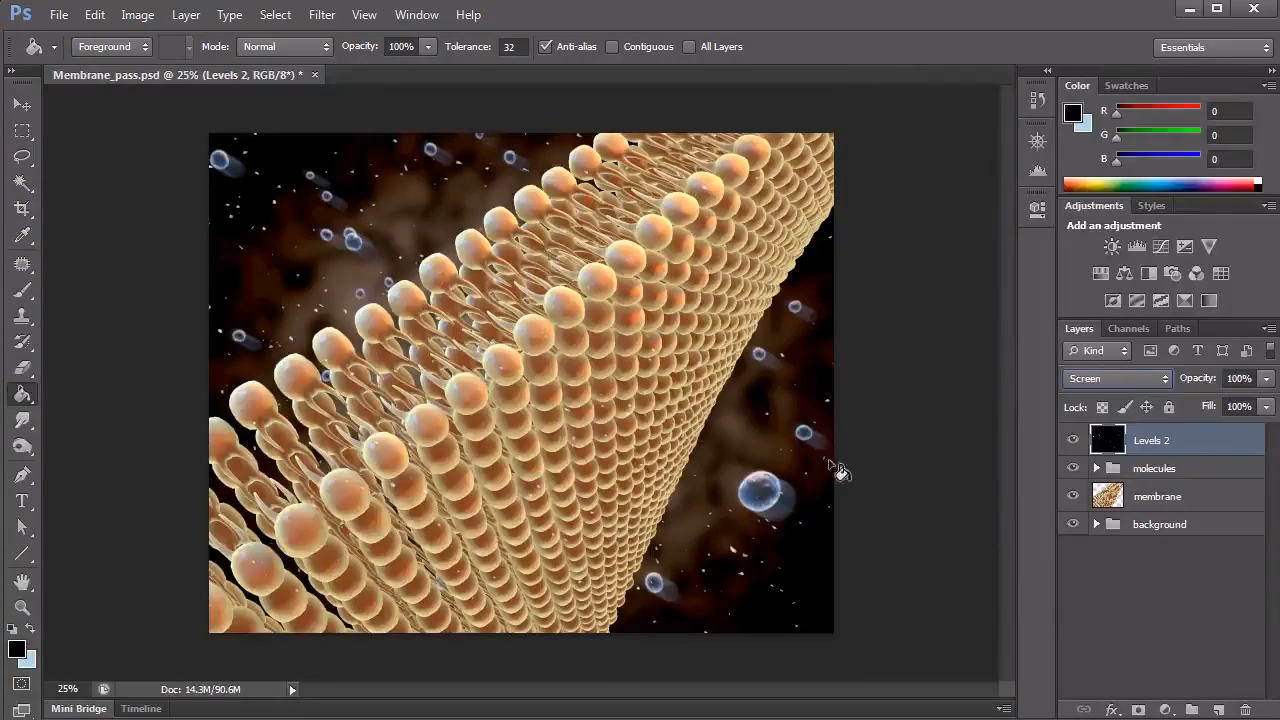 Ps File Edit Image Layer Type Select Filter View Window Help
Foreground Mode: Normal Opacity: 100% Tolerance: 32 Anti-alias Contiguous All Layers Essentials
Membrane_pass.psd @ 25% (Levels 2, RGB/8*) * ×
Color Swatches
R 0
G 0
B 0
Adjustments Styles
Add an adjustment
Layers Channels Paths
Kind
Screen Opacity: 100%
Lock: Fill: 100%
Levels 2
molecules
membrane
background
25% Doc: 14.3M/90.6M
Mini Bridge Timeline